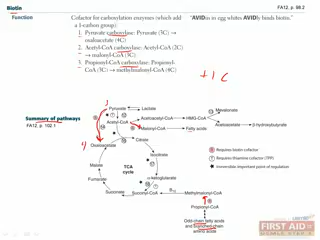 Biotin
FA12, p. 98.2
Function
Cofactor for carboxylation enzymes (which add a 1-carbon group):
1. Pyruvate carboxylase: Pyruvate (3C) → oxaloacetate (4C)
2. Acetyl-CoA carboxylase: Acetyl-CoA (2C) → malonyl-CoA (3C)
3. Propionyl-CoA carboxylase: Propionyl-CoA (3C) → methylmalonyl-CoA (4C)
"AVIDin in egg whites AVIDly binds biotin."
+1 C
Summary of pathways
FA12, p. 102.1
Pyruvate
Lactate
Acetyl-CoA
Malonyl-CoA
Fatty acids
Acetoacetyl-CoA
HMG-CoA
Mevalonate
Acetoacetate
2-hydroxybutyrate
Oxaloacetate
Citrate
Isocitrate
TCA cycle
α-ketoglutarate
Succinyl-CoA
Succinate
Fumarate
Malate
B12
Methylmalonyl-CoA
Propionyl-CoA
Odd-chain fatty acids and branched-chain amino acids
Requires biotin cofactor
Requires thiamine cofactor (TPP)
Irreversible important point of regulation
FIRST AID